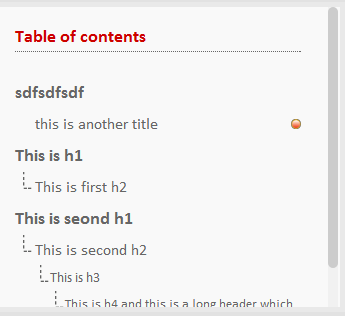 Table of contents
sdfsdfsdf
this is another title
This is h1
This is first h2
This is seond h1
This is second h2
This is h3
This is h4 and this is a long header which